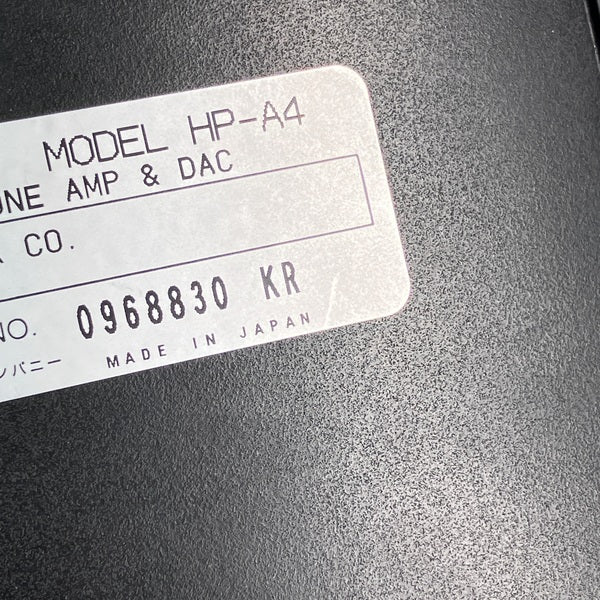 MODEL HP-A4
ONE AMP & DAC
CO.
NO. 0968830 KR
ンパニー MADE IN JAPAN